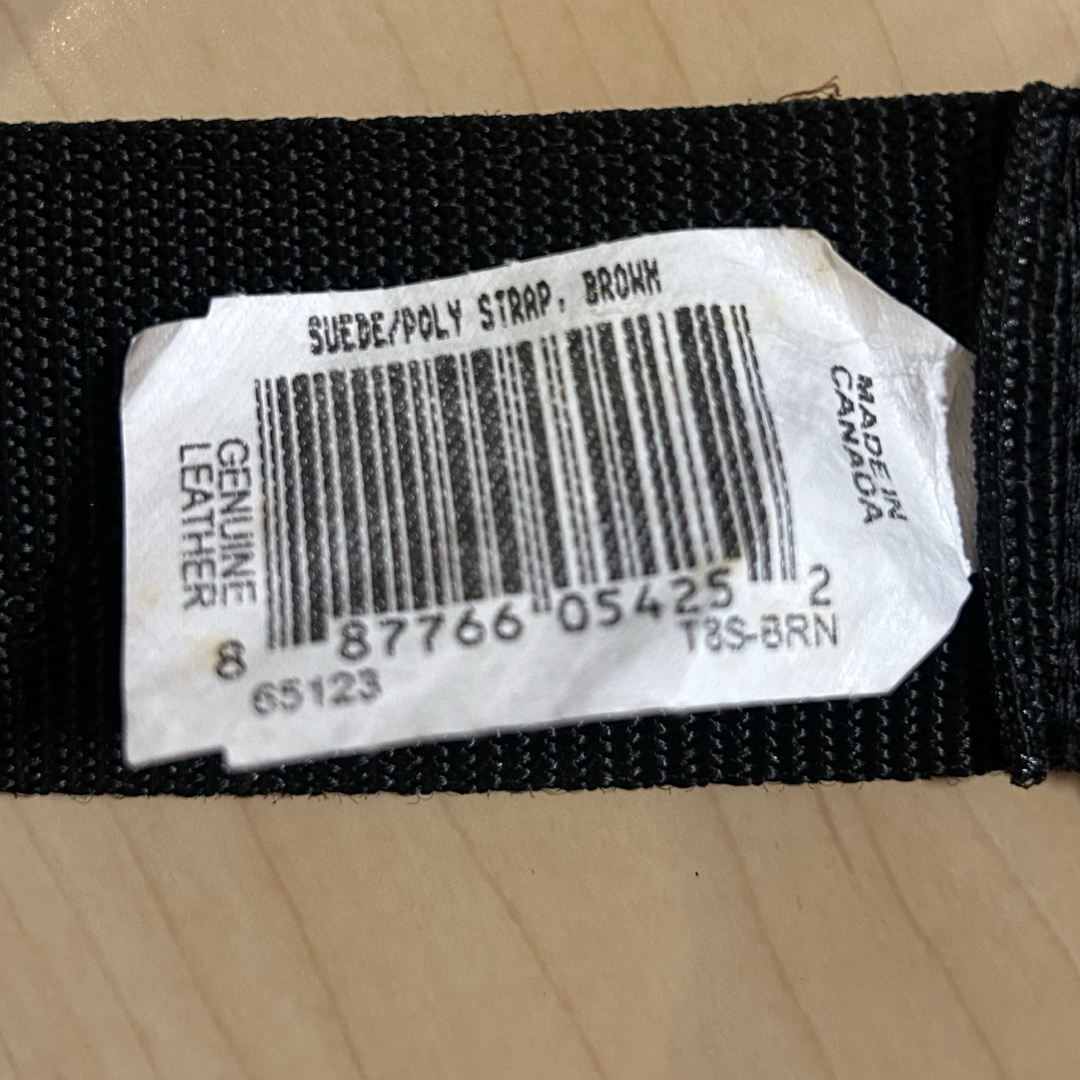 SUEDE/POLY STRAP, BROWN
GENUINE
LEATHER
MADE IN
CANADA
8 87766 05425 2
65123
T8S-BRN